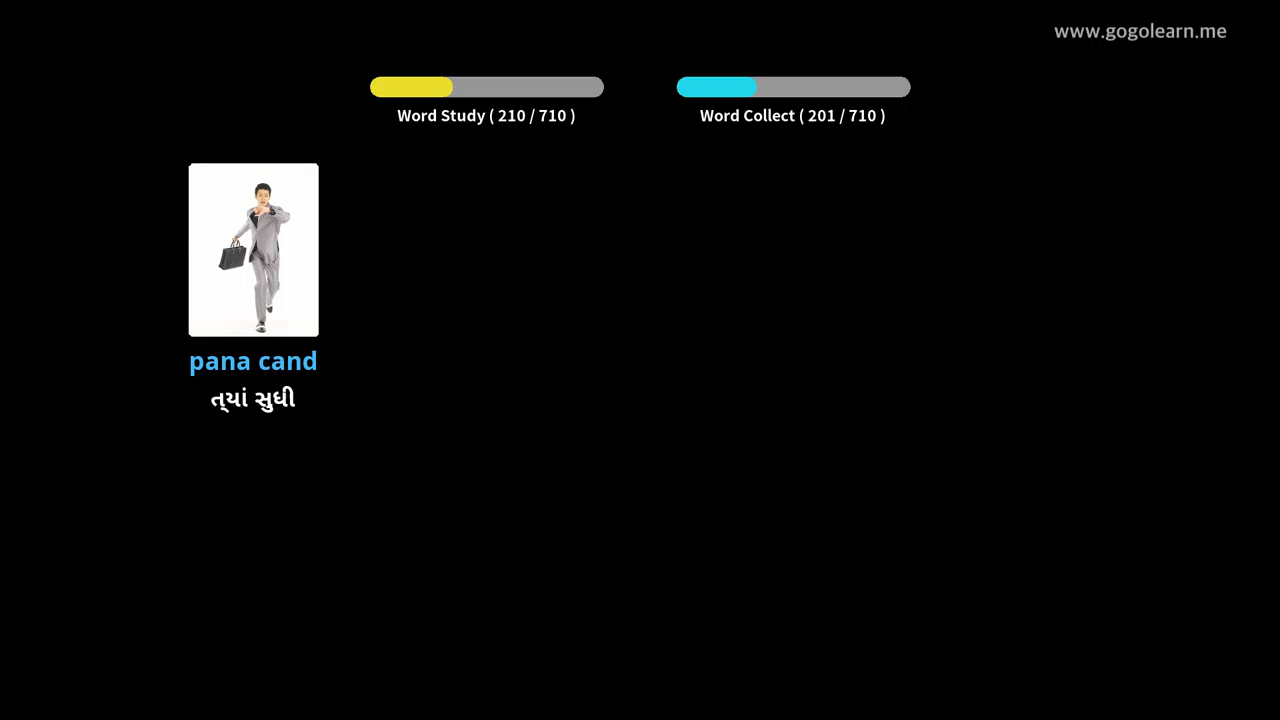 www.gogolearn.me
Word Study ( 210 / 710 )
Word Collect ( 201 / 710 )
pana cand
ત્યાં સુધી